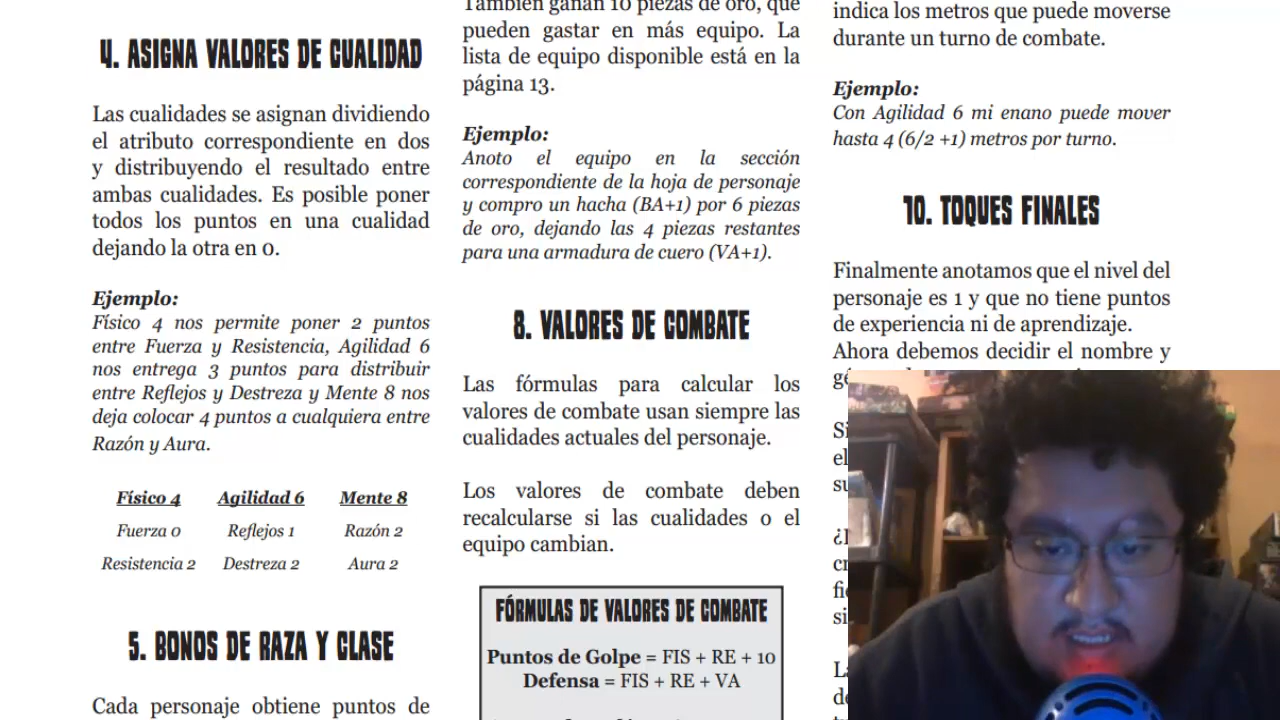 4. ASIGNA VALORES DE CUALIDAD
Las cualidades se asignan dividiendo
el atributo correspondiente en dos
y distribuyendo el resultado entre
ambas cualidades. Es posible poner
todos los puntos en una cualidad
dejando la otra en 0.
Ejemplo:
Físico 4 nos permite poner 2 puntos
entre Fuerza y Resistencia, Agilidad 6
nos entrega 3 puntos para distribuir
entre Reflejos y Destreza y Mente 8 nos
deja colocar 4 puntos a cualquiera entre
Razón y Aura.
Físico 4 Agilidad 6 Mente 8
Fuerza 0 Reflejos 1 Razón 2
Resistencia 2 Destreza 2 Aura 2
5. BONOS DE RAZA Y CLASE
Cada personaje obtiene puntos de
También ganan 10 piezas de oro, que
pueden gastar en más equipo. La
lista de equipo disponible está en la
página 13.
Ejemplo:
Anoto el equipo en la sección
correspondiente de la hoja de personaje
y compro un hacha (BA+1) por 6 piezas
de oro, dejando las 4 piezas restantes
para una armadura de cuero (VA+1).
8. VALORES DE COMBATE
Las fórmulas para calcular los
valores de combate usan siempre las
cualidades actuales del personaje.
Los valores de combate deben
recalcularse si las cualidades o el
equipo cambian.
FÓRMULAS DE VALORES DE COMBATE
Puntos de Golpe = FIS + RE + 10
Defensa = FIS + RE + VA
indica los metros que puede moverse
durante un turno de combate.
Ejemplo:
Con Agilidad 6 mi enano puede mover
hasta 4 (6/2 +1) metros por turno.
10. TOQUES FINALES
Finalmente anotamos que el nivel del
personaje es 1 y que no tiene puntos
de experiencia ni de aprendizaje.
Ahora debemos decidir el nombre y